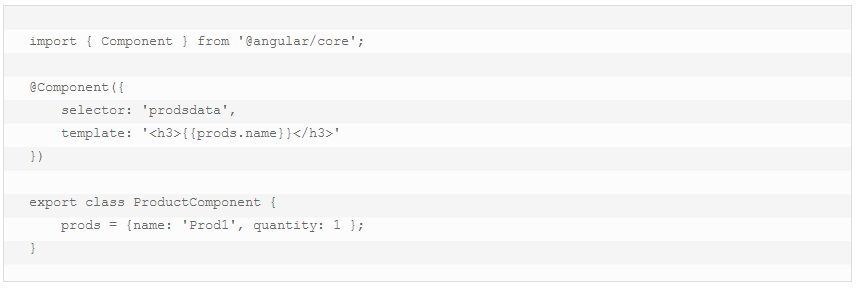 import { Component } from '@angular/core';
@Component({
selector: 'prodsdata',
template: '<h3>{{prods.name}}</h3>'
})
export class ProductComponent {
prods = {name: 'Prod1', quantity: 1 };
}